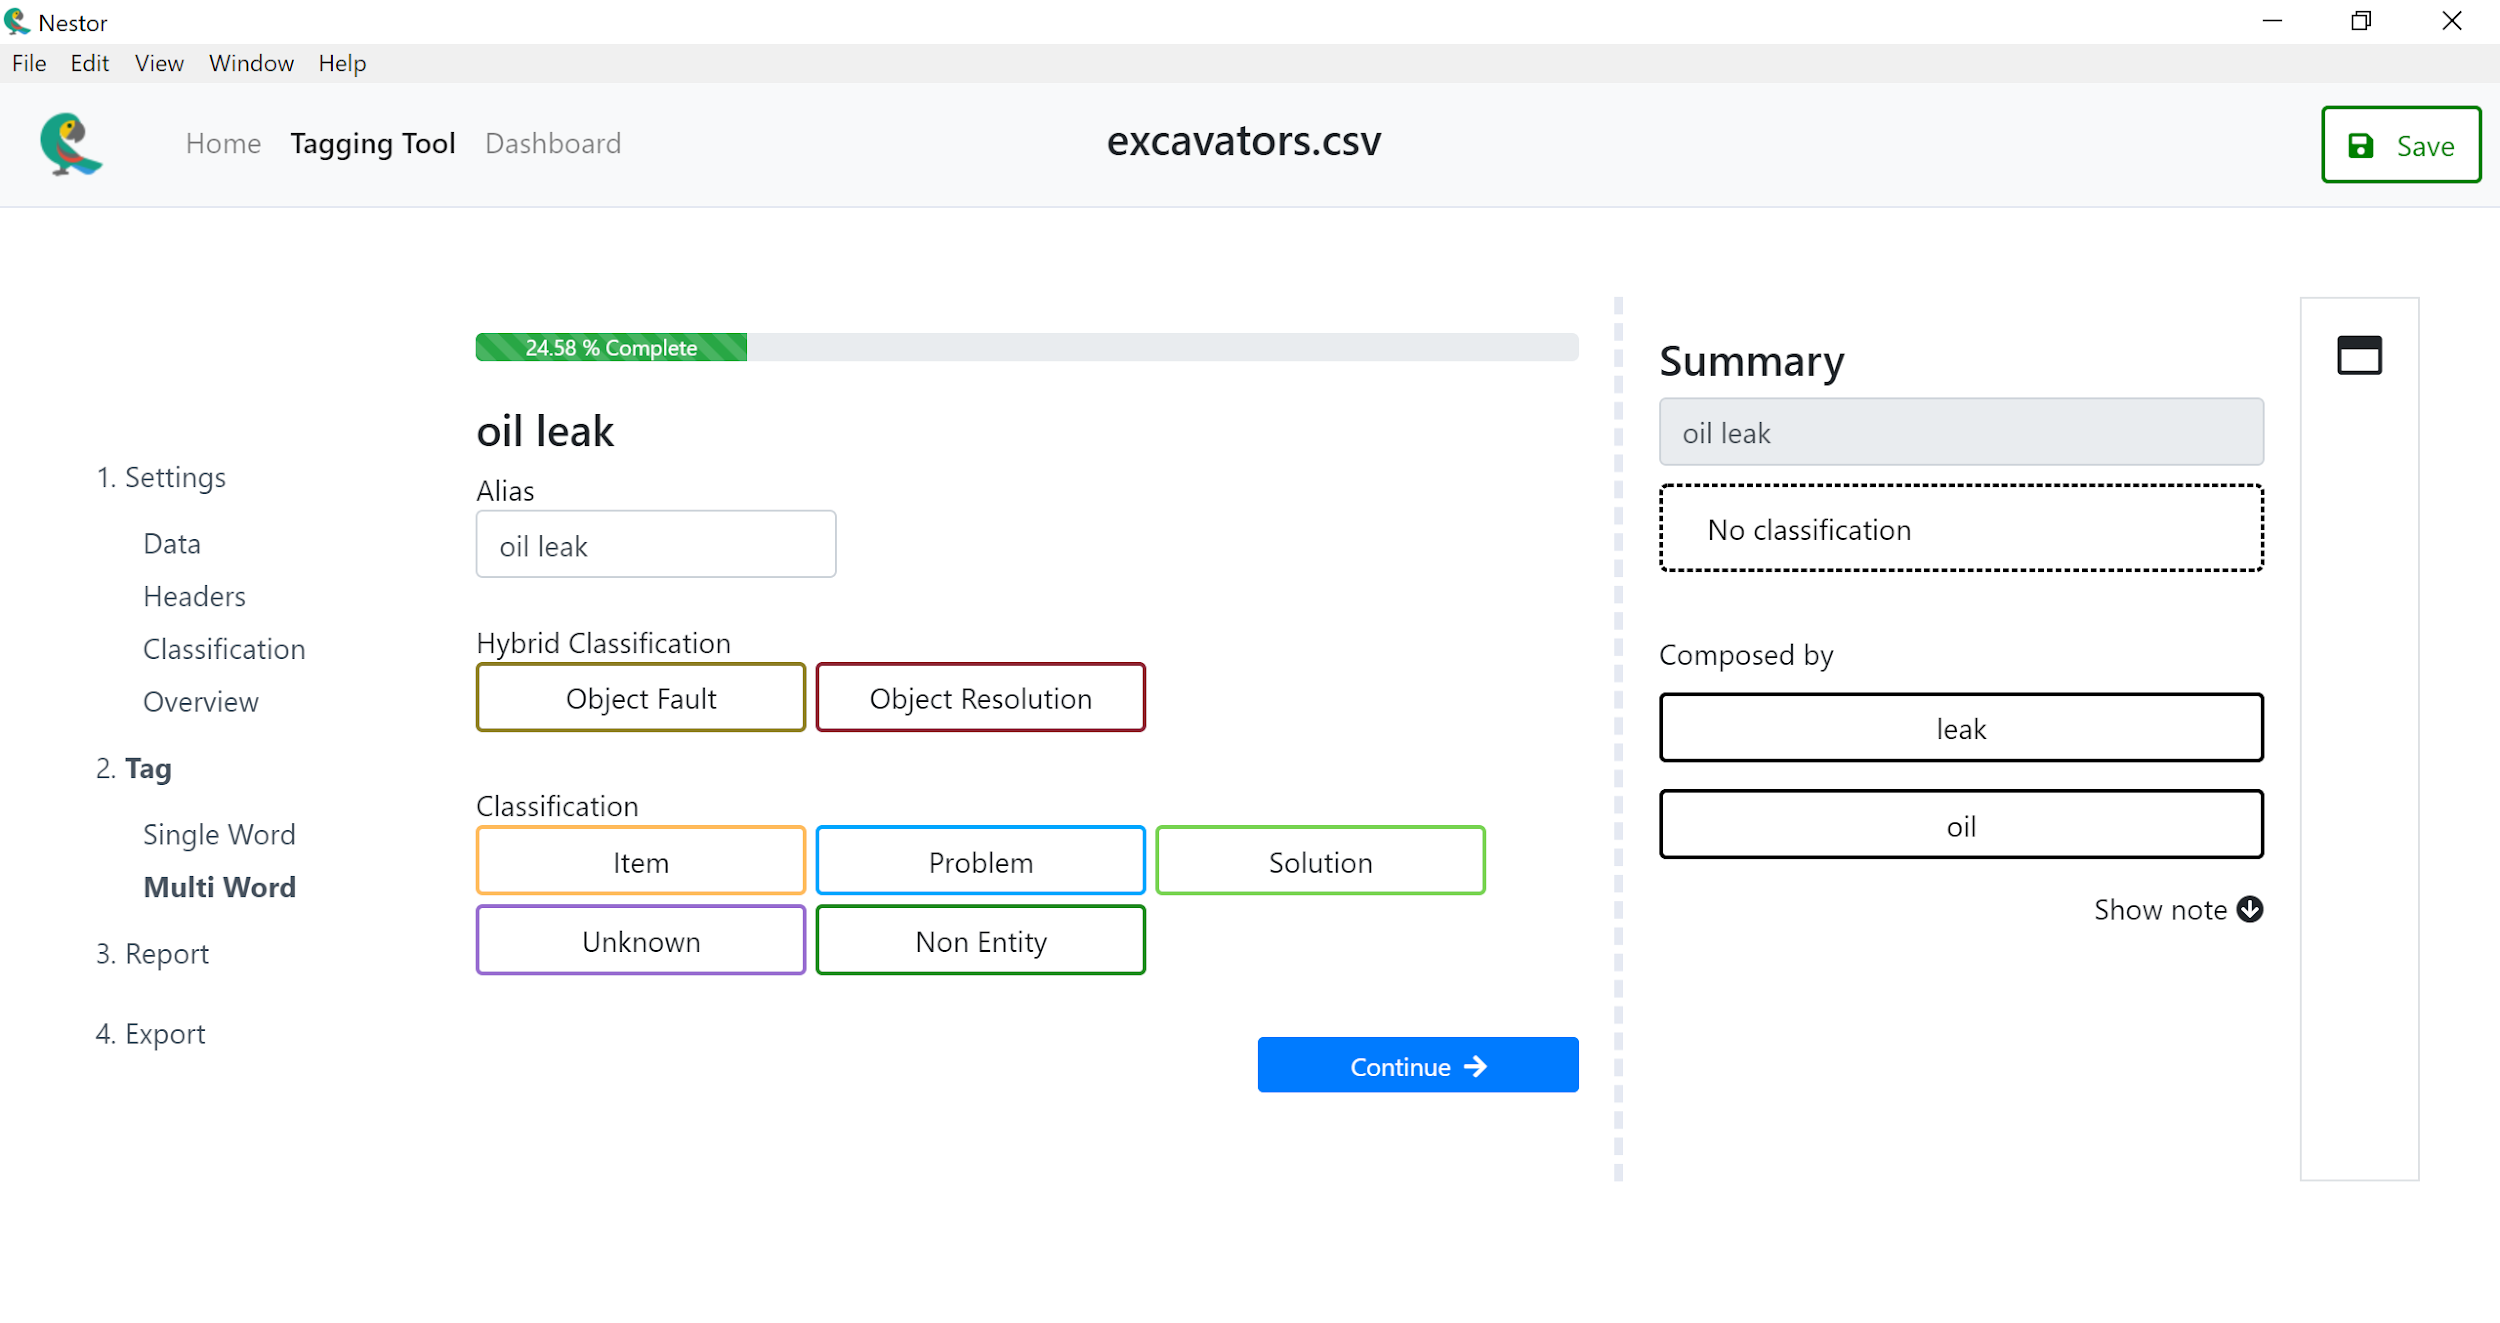 Nestor
File Edit View Window Help
Home Tagging Tool Dashboard
excavators.csv
Save
1. Settings
Data
Headers
Classification
Overview
2. Tag
Single Word
Multi Word
3. Report
4. Export
24.58 % Complete
oil leak
Alias
oil leak
Hybrid Classification
Object Fault Object Resolution
Classification
Item Problem Solution
Unknown Non Entity
Continue
Summary
oil leak
No classification
Composed by
leak
oil
Show note